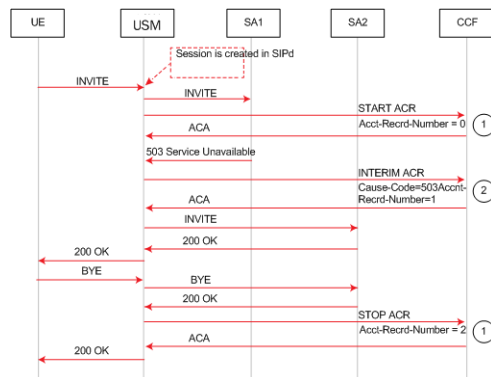 UE
USM
SA1
SA2
CCF
Session is created in SIPd
INVITE
INVITE
START ACR
Acct-Recrd-Number = 0
1
ACA
503 Service Unavailable
INTERIM ACR
Cause-Code=503Accnt-
Recrd-Number=1
2
ACA
INVITE
200 OK
200 OK
BYE
BYE
200 OK
STOP ACR
Acct-Recrd-Number = 2
1
ACA
200 OK